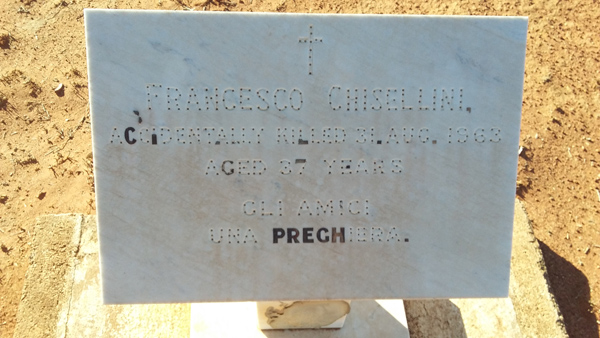 FRANCESCO CHISELLINI,
ACCIDENTALLY KILLED 31. AUG. 1963
AGED 37 YEARS
GLI AMICI
UNA PREGHIERA.